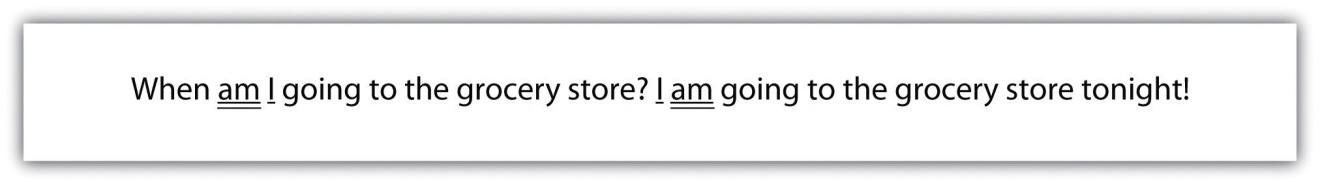 When am I going to the grocery store? I am going to the grocery store tonight!